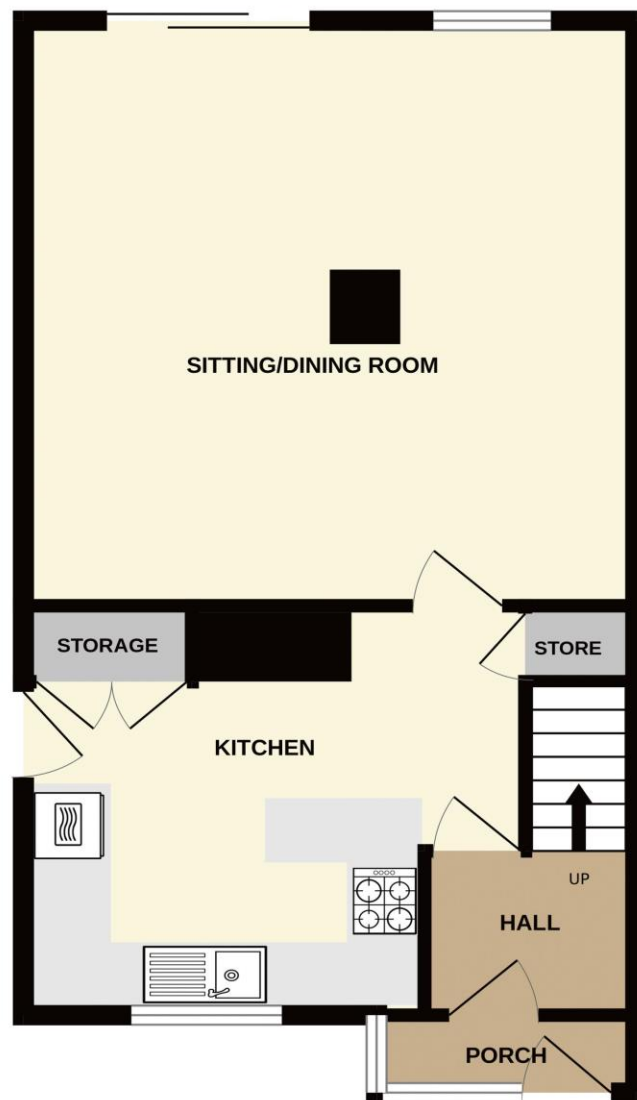 SITTING/DINING ROOM
STORAGE
STORE
KITCHEN
UP
HALL
PORCH